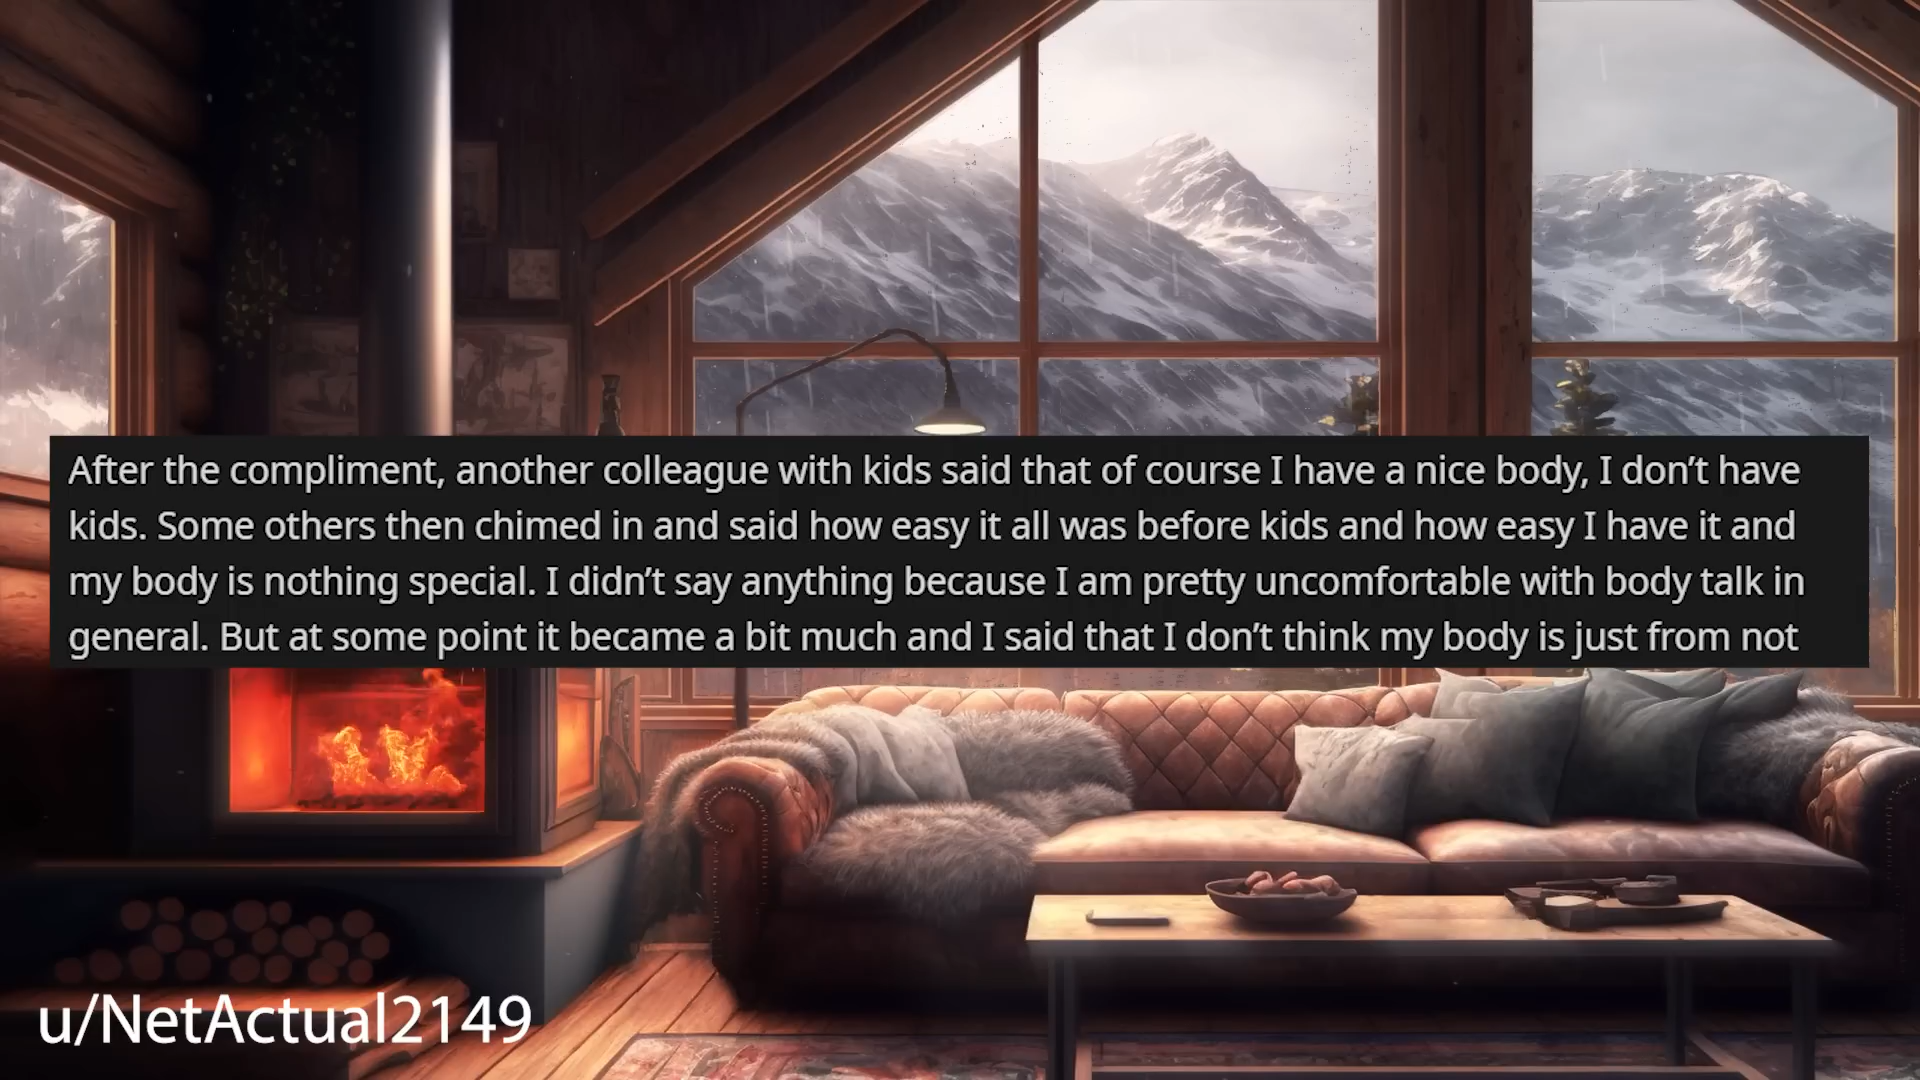 After the compliment, another colleague with kids said that of course I have a nice body, I don’t have
kids. Some others then chimed in and said how easy it all was before kids and how easy I have it and
my body is nothing special. I didn’t say anything because I am pretty uncomfortable with body talk in
general. But at some point it became a bit much and I said that I don’t think my body is just from not
u/NetActual2149